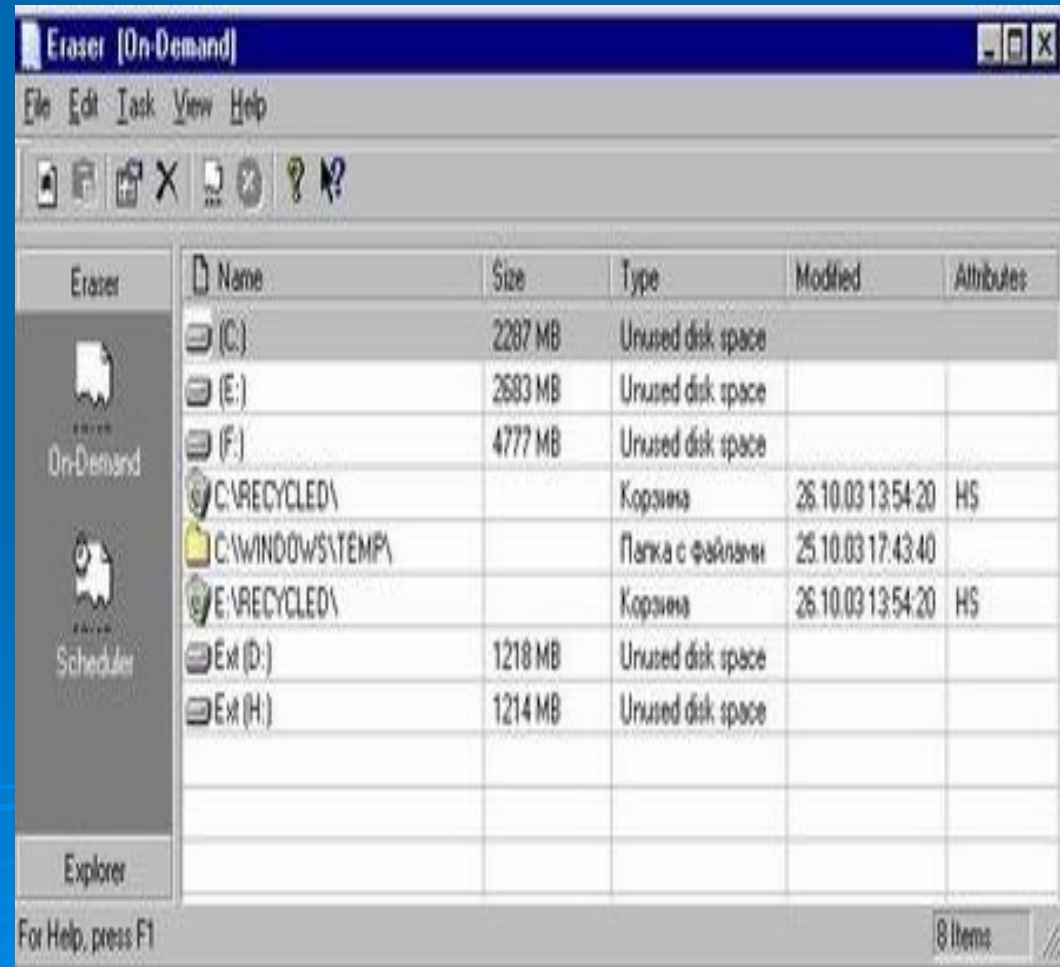 Eraser [On-Demand]
File Edit Task View Help
Eraser Name Size Type Modified Attributes
(C:) 2287 MB Unused disk space
(E:) 2683 MB Unused disk space
On-Demand
(F:) 4777 MB Unused disk space
C:\RECYCLED\ Корзина 26.10.03 13:54:20 HS
C:\WINDOWS\TEMP\ Папка с файлами 25.10.03 17:43:40
E:\RECYCLED\ Корзина 26.10.03 13:54:20 HS
Scheduler
Ext (D:) 1218 MB Unused disk space
Ext (H:) 1214 MB Unused disk space
Explorer
For Help, press F1 8 Items